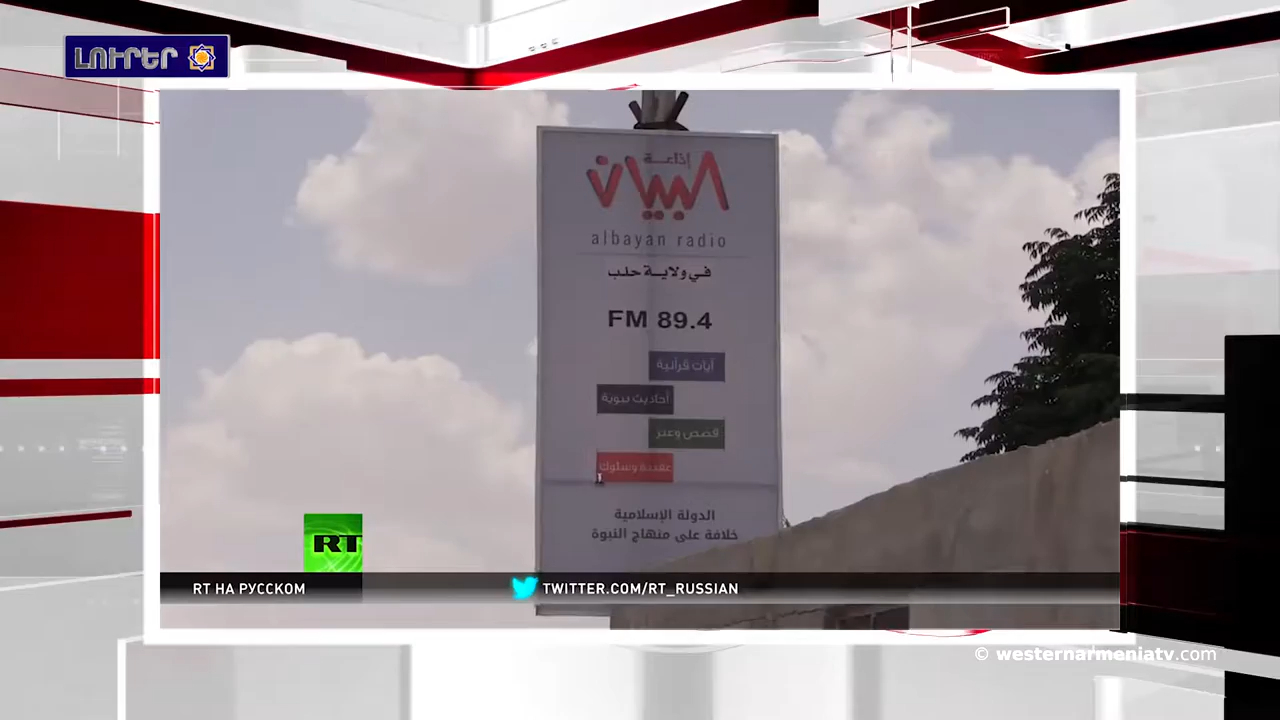 ԼՈՒՐԵՐ
إذاعة
البيان
albayan radio
في ولاية حلب
FM 89.4
آيات قرآنية
أحاديث نبوية
قصص وعبر
عقيدة وسلوك
الدولة الإسلامية
خلافة على منهاج النبوة
RT
RT НА РУССКОМ
TWITTER.COM/RT_RUSSIAN
© westernarmeniatv.com